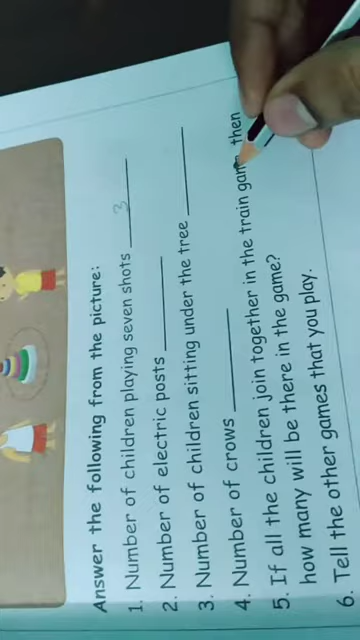 Answer the following from the picture:
1. Number of children playing seven shots 3
2. Number of electric posts
3. Number of children sitting under the tree
4. Number of crows
5. If all the children join together in the train game then
how many will be there in the game?
6. Tell the other games that you play.